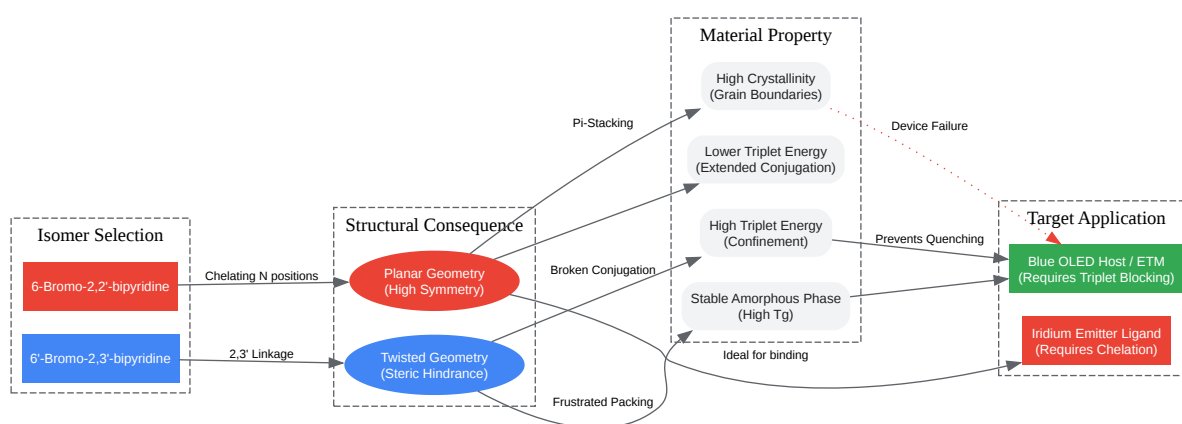 Material Property
High Crystallinity
(Grain Boundaries)
Pi-Stacking
Device Failure
Lower Triplet Energy
(Extended Conjugation)
Isomer Selection
Structural Consequence
Target Application
High Triplet Energy
(Confinement)
Prevents Quenching
6-Bromo-2,2'-bipyridine
Chelating N positions
Planar Geometry
(High Symmetry)
Broken Conjugation
Blue OLED Host / ETM
(Requires Triplet Blocking)
Stable Amorphous Phase
(High Tg)
6'-Bromo-2,3'-bipyridine
2,3' Linkage
Twisted Geometry
(Steric Hindrance)
Ideal for binding
Iridium Emitter Ligand
(Requires Chelation)
Frustrated Packing